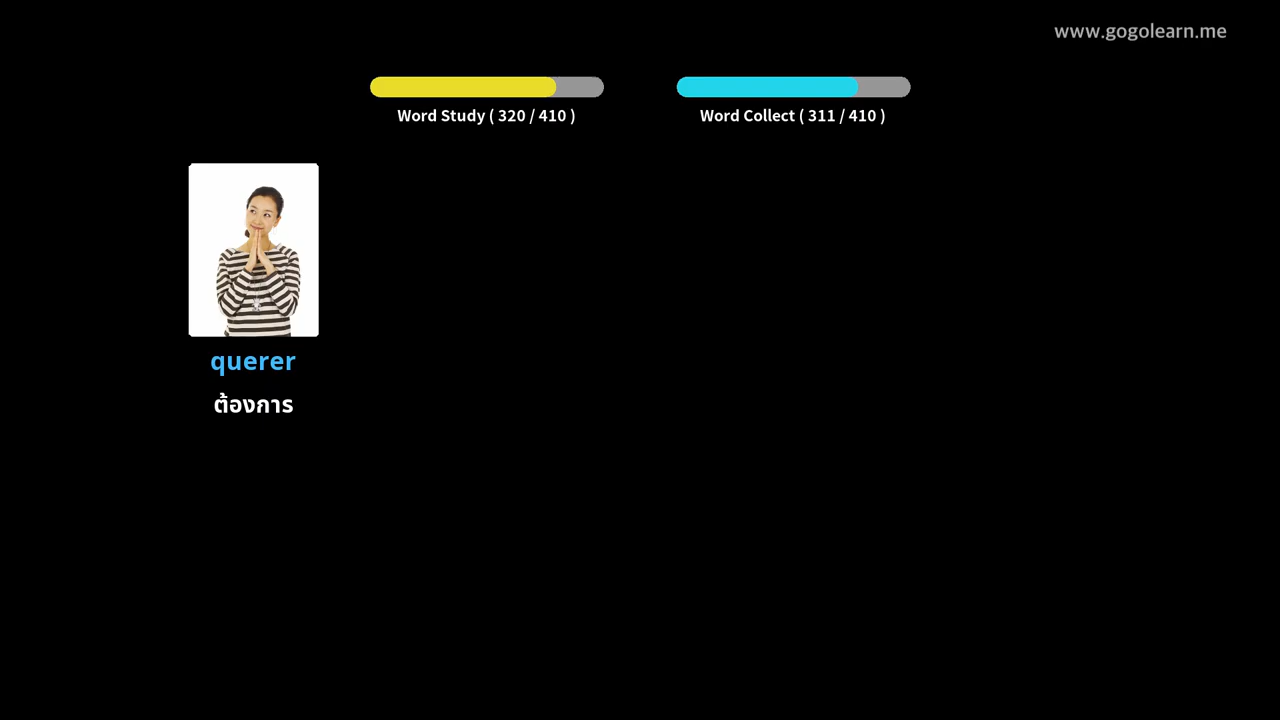 www.gogolearn.me
Word Study ( 320 / 410 )
Word Collect ( 311 / 410 )
querer
ต้องการ